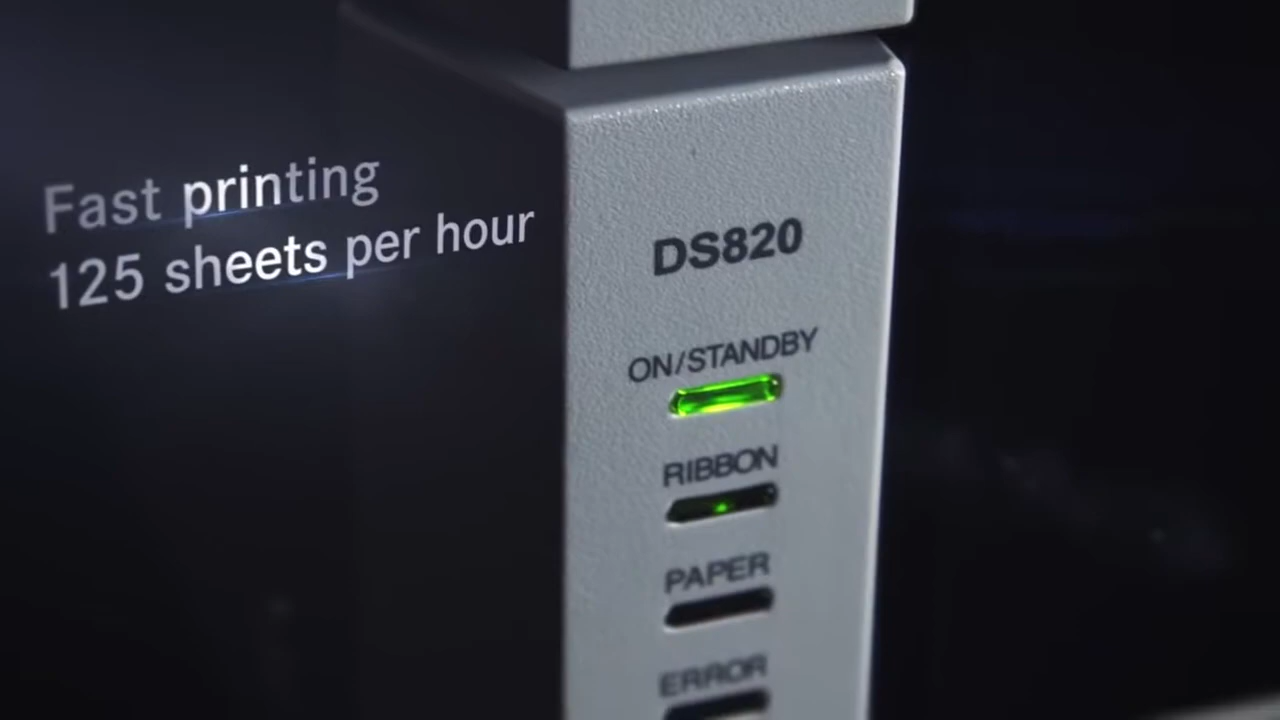 Fast printing
125 sheets per hour
DS820
ON/STANDBY
RIBBON
PAPER
ERROR